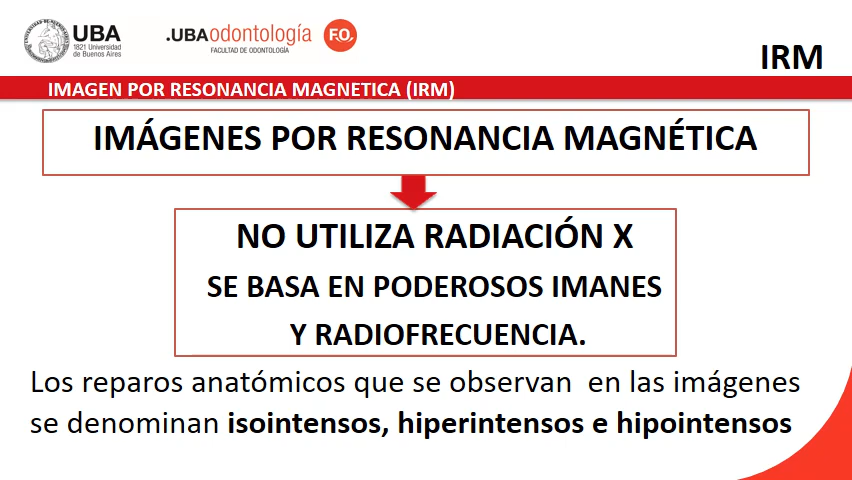 UBA
1821 Universidad
de Buenos Aires
.UBAodontología
FACULTAD DE ODONTOLOGÍA
F.O.
IRM
IMAGEN POR RESONANCIA MAGNETICA (IRM)
IMÁGENES POR RESONANCIA MAGNÉTICA
NO UTILIZA RADIACIÓN X
SE BASA EN PODEROSOS IMANES
Y RADIOFRECUENCIA.
Los reparos anatómicos que se observan en las imágenes
se denominan isointensos, hiperintensos e hipointensos